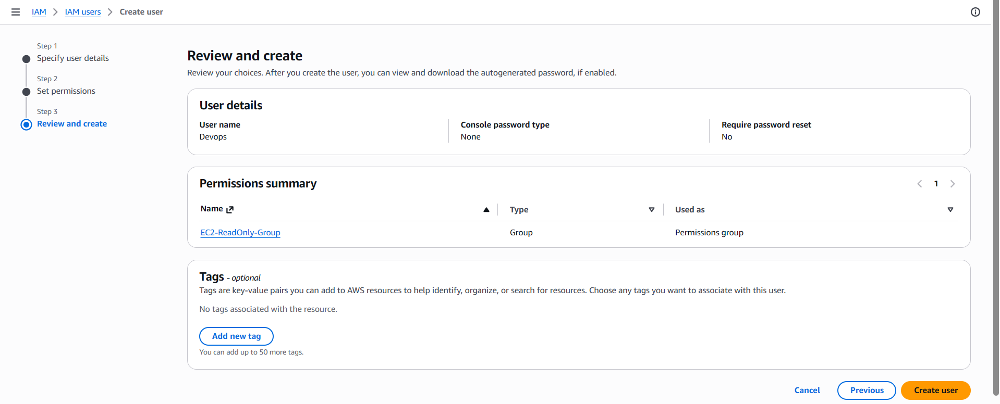 IAM > IAM users > Create user
Step 1
Specify user details
Step 2
Set permissions
Step 3
Review and create
Review and create
Review your choices. After you create the user, you can view and download the autogenerated password, if enabled.
User details
User name Console password type Require password reset
Devops None No
Permissions summary 1
Name Type Used as
EC2-ReadOnly-Group Group Permissions group
Tags - optional
Tags are key-value pairs you can add to AWS resources to help identify, organize, or search for resources. Choose any tags you want to associate with this user.
No tags associated with the resource.
Add new tag
You can add up to 50 more tags.
Cancel Previous Create user